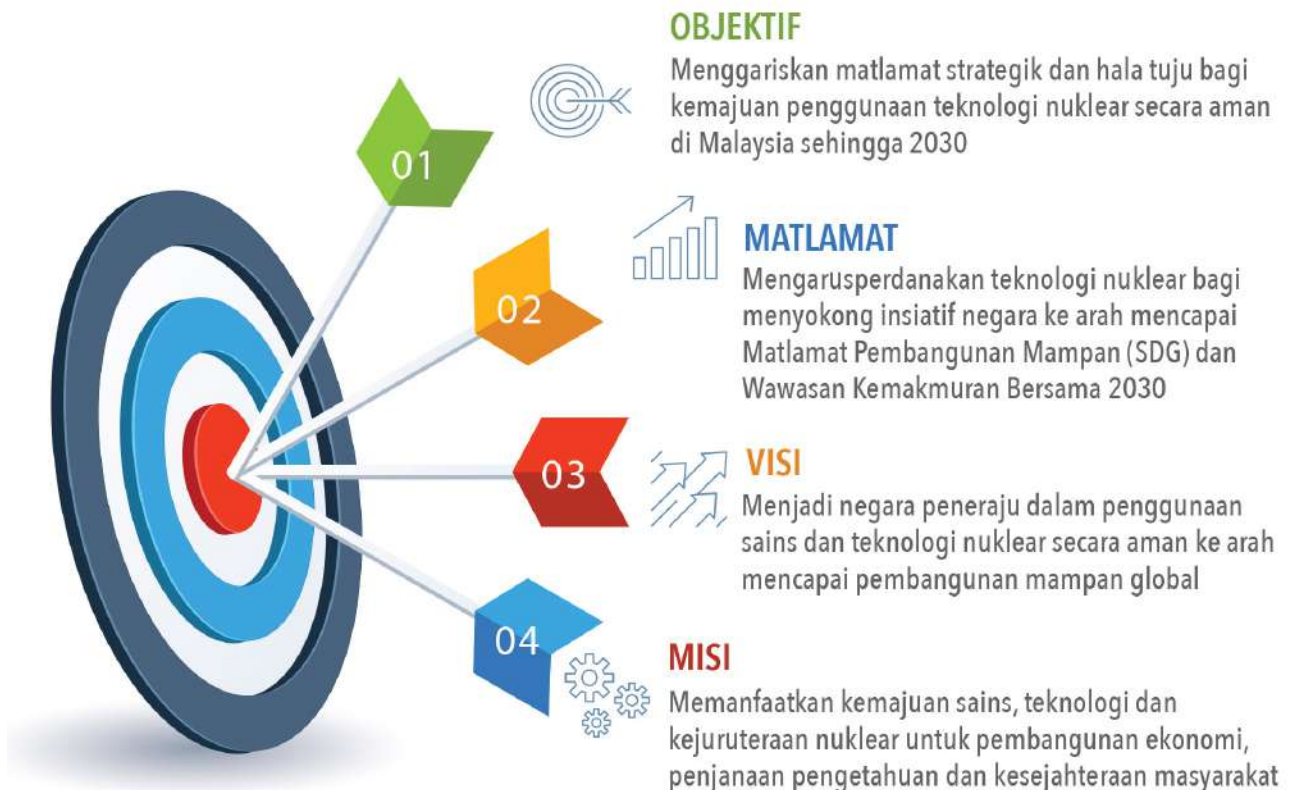 OBJEKTIF
Menggariskan matlamat strategik dan hala tuju bagi
kemajuan penggunaan teknologi nuklear secara aman
di Malaysia sehingga 2030
01
MATLAMAT
Mengarusperdanakan teknologi nuklear bagi
menyokong insiatif negara ke arah mencapai
Matlamat Pembangunan Mampan (SDG) dan
Wawasan Kemakmuran Bersama 2030
02
VISI
Menjadi negara peneraju dalam penggunaan
sains dan teknologi nuklear secara aman ke arah
mencapai pembangunan mampan global
03
MISI
Memanfaatkan kemajuan sains, teknologi dan
kejuruteraan nuklear untuk pembangunan ekonomi,
penjanaan pengetahuan dan kesejahteraan masyarakat
04